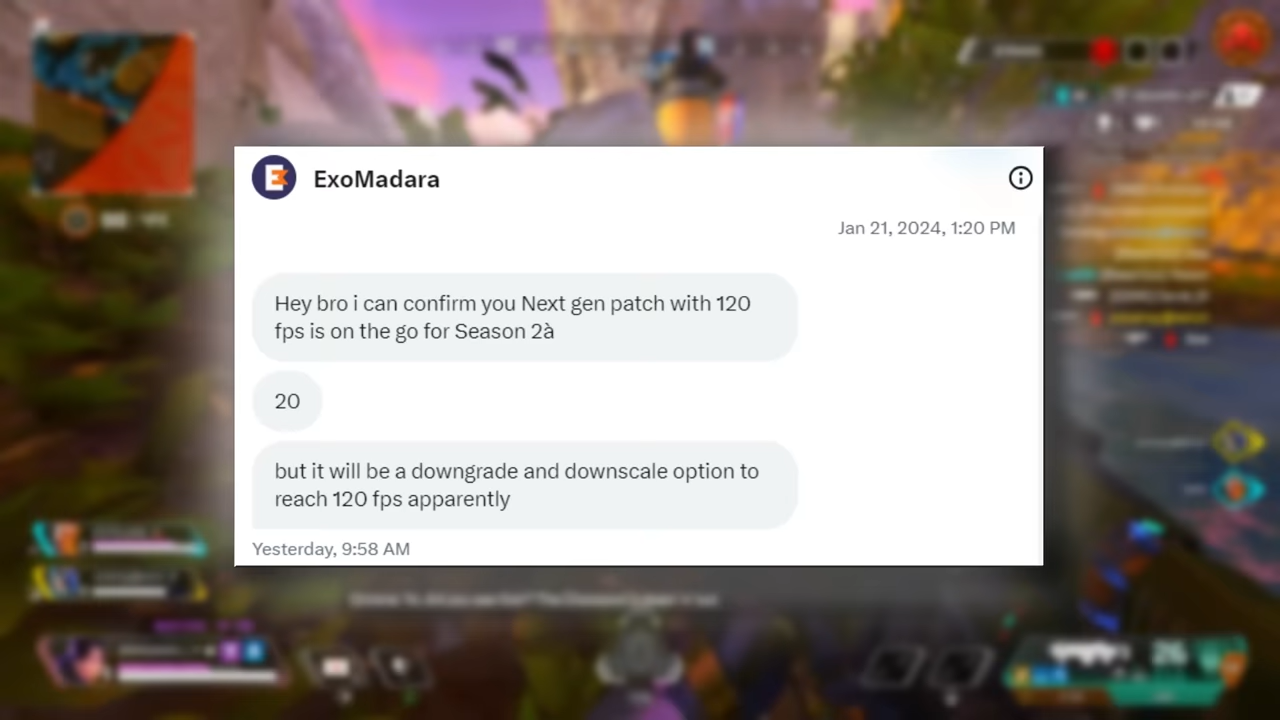 ExoMadara
Jan 21, 2024, 1:20 PM
Hey bro i can confirm you Next gen patch with 120
fps is on the go for Season 2à
20
but it will be a downgrade and downscale option to
reach 120 fps apparently
Yesterday, 9:58 AM